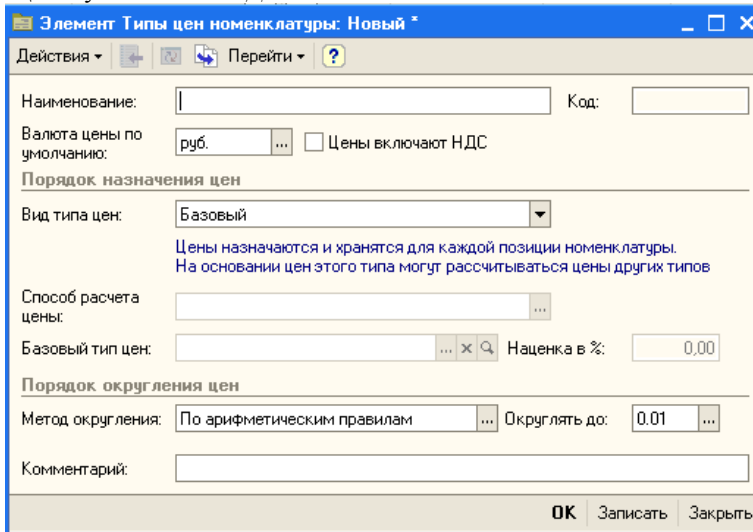 Элемент Типы цен номенклатуры: Новый *
Действия Перейти ?
Наименование: Код:
Валюта цены по умолчанию: руб. ... Цены включают НДС
Порядок назначения цен
Вид типа цен: Базовый
Цены назначаются и хранятся для каждой позиции номенклатуры.
На основании цен этого типа могут рассчитываться цены других типов
Способ расчета цены: ...
Базовый тип цен: ... Наценка в %: 0,00
Порядок округления цен
Метод округления: По арифметическим правилам ... Округлять до: 0.01 ...
Комментарий:
OK Записать Закрыть